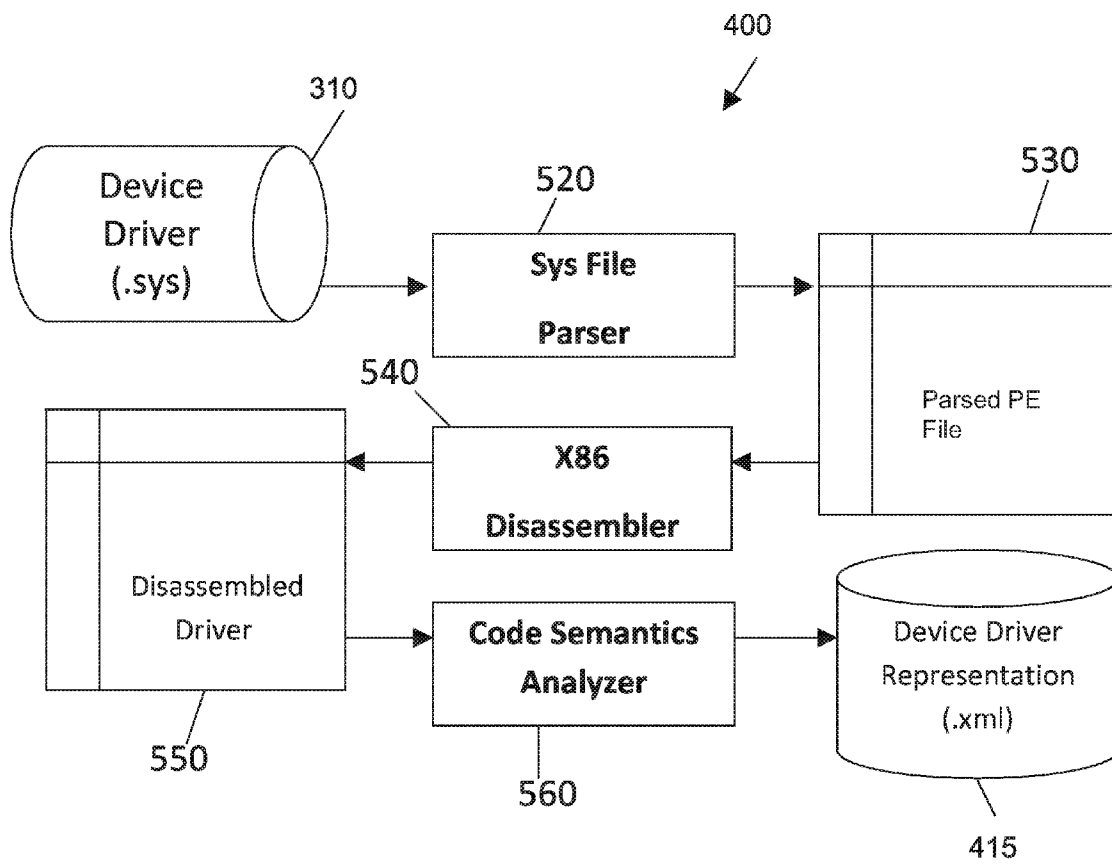 400
310
Device
Driver
(.sys)
520
Sys File
Parser
530
Parsed PE
File
540
X86
Disassembler
Disassembled
Driver
550
Code Semantics
Analyzer
560
Device Driver
Representation
(.xml)
415